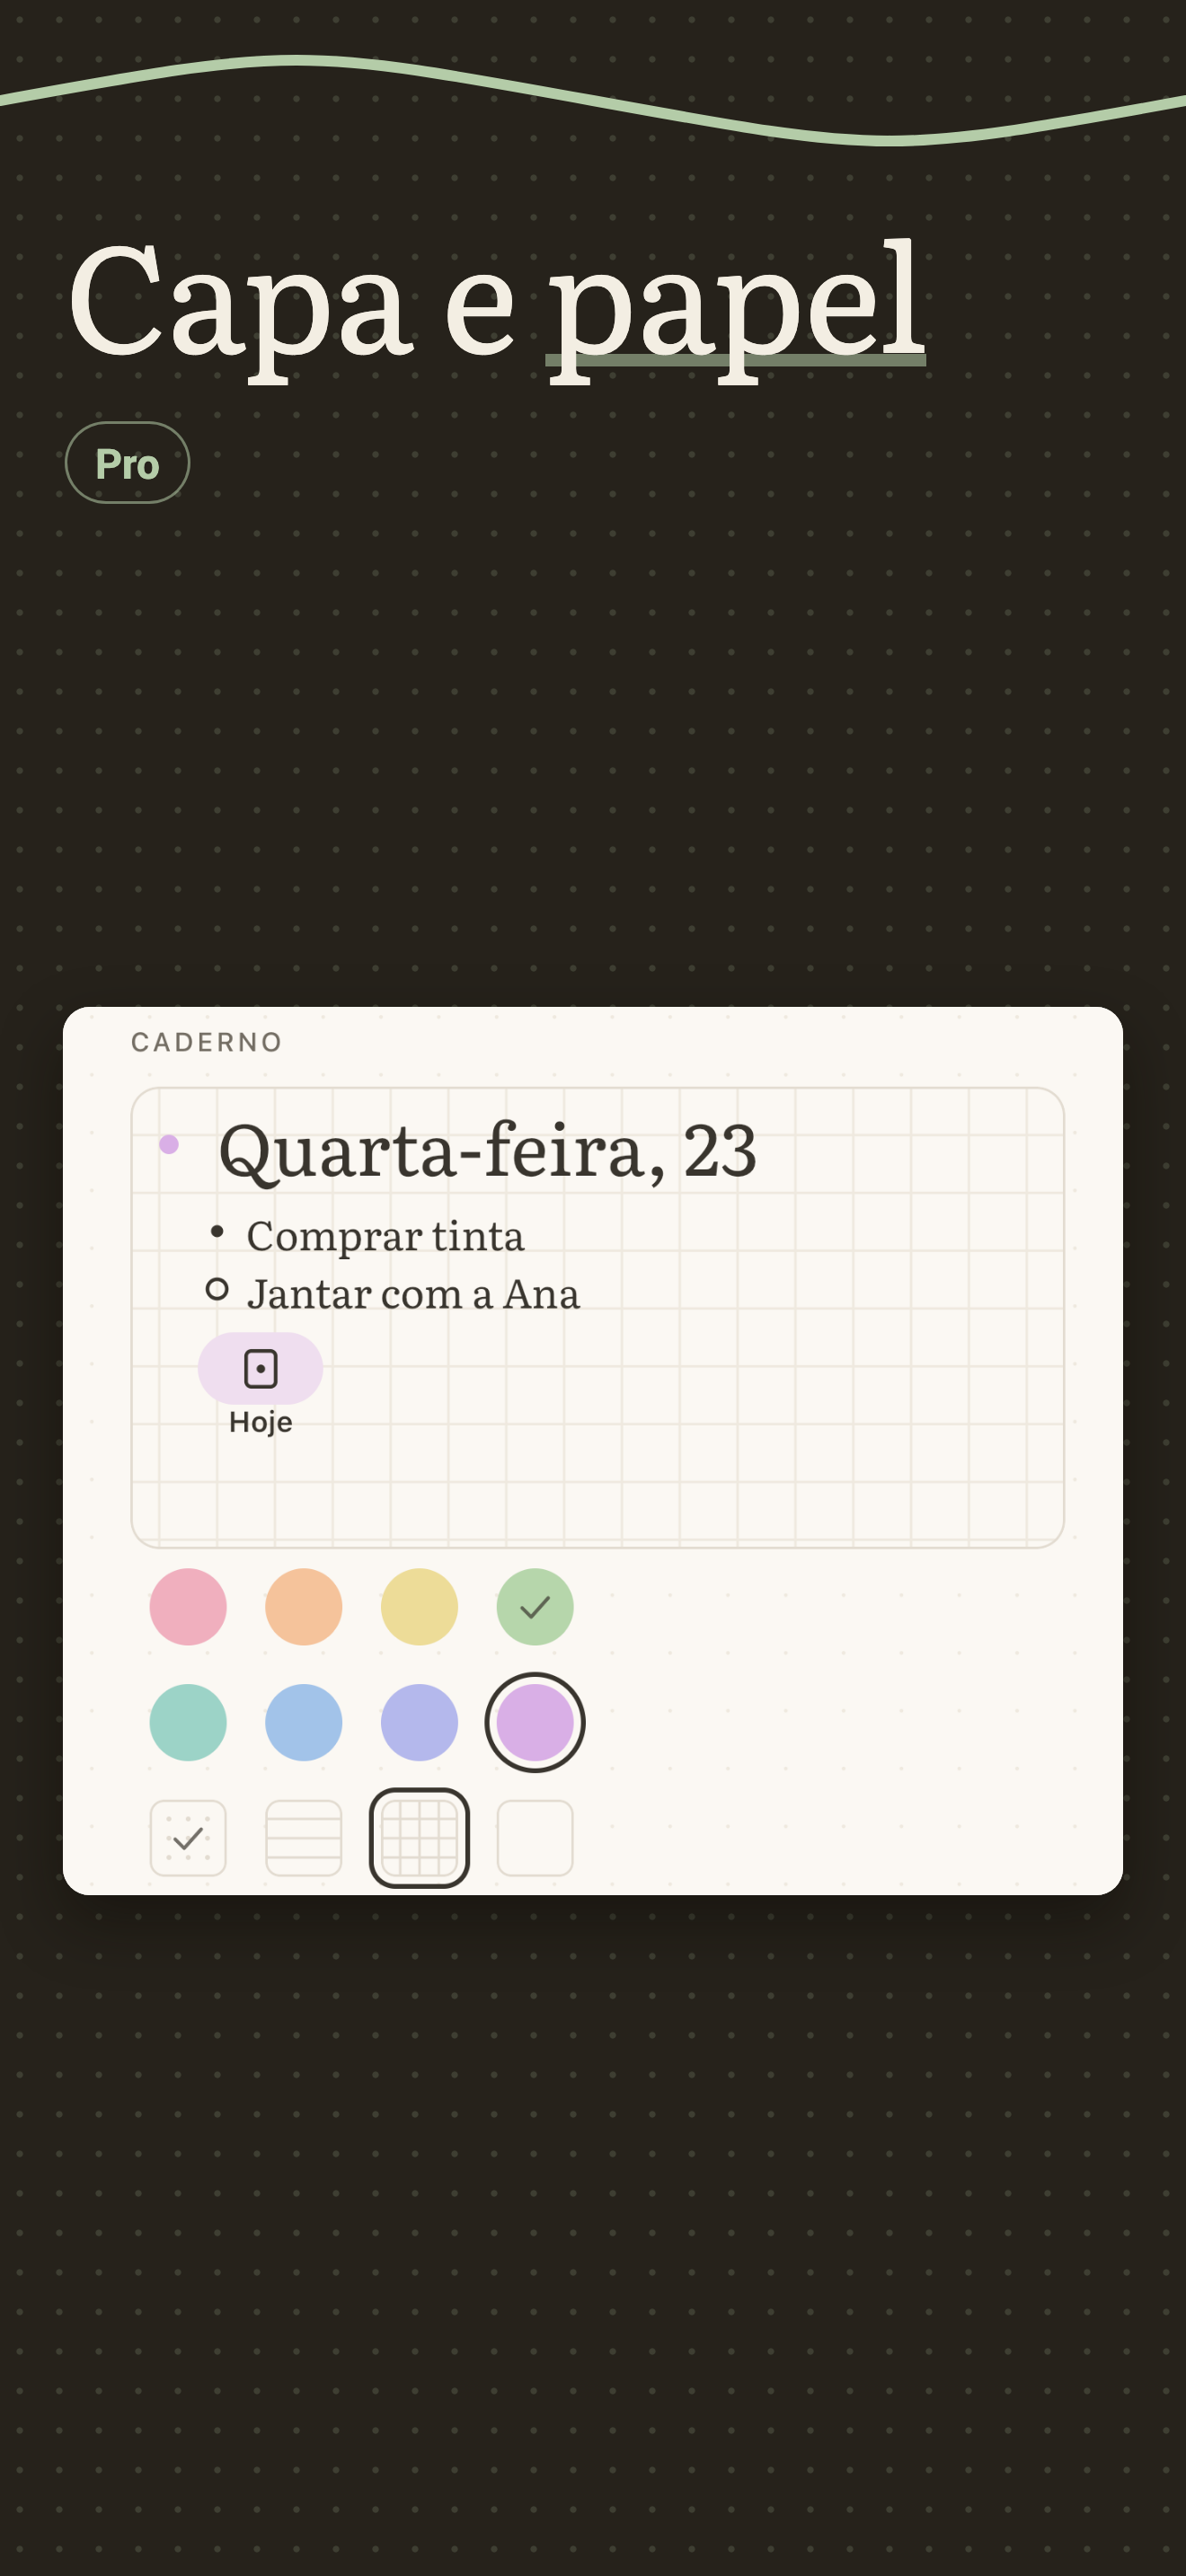 Capa e papel
Pro
CADERNO
Quarta-feira, 23
Comprar tinta
Jantar com a Ana
Hoje